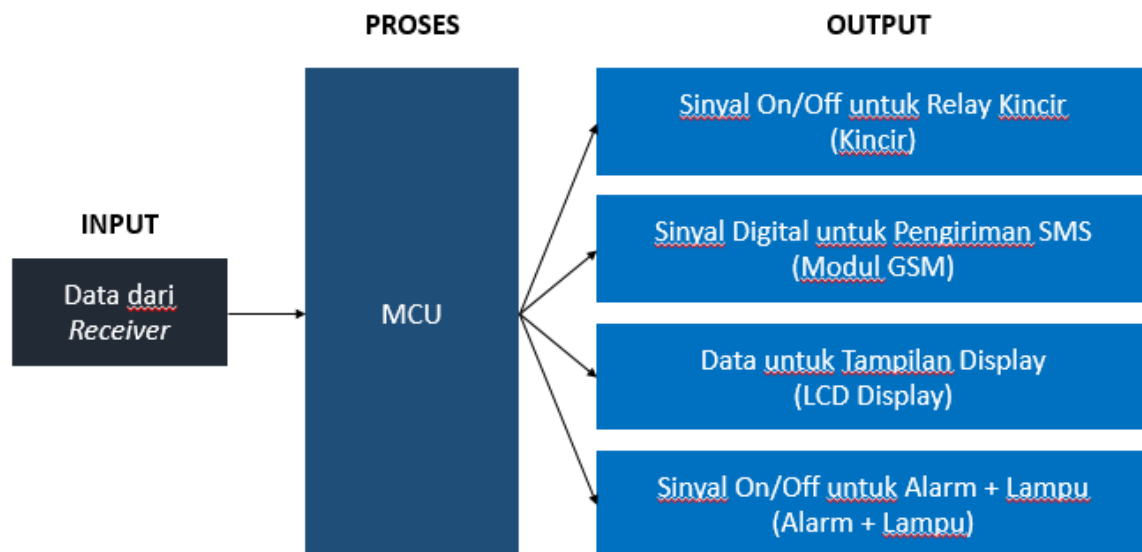 PROSES
OUTPUT
INPUT
Data dari
Receiver
MCU
Sinyal On/Off untuk Relay Kincir
(Kincir)
Sinyal Digital untuk Pengiriman SMS
(Modul GSM)
Data untuk Tampilan Display
(LCD Display)
Sinyal On/Off untuk Alarm + Lampu
(Alarm + Lampu)